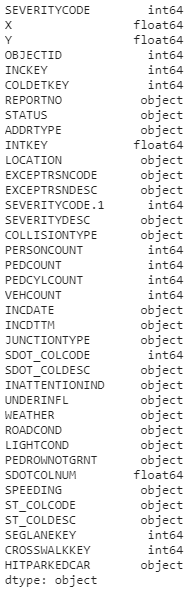 SEVERITYCODE int64
X float64
Y float64
OBJECTID int64
INCKEY int64
COLDETKEY int64
REPORTNO object
STATUS object
ADDRTYPE object
INTKEY float64
LOCATION object
EXCEPTRSNCODE object
EXCEPTRSNDESC object
SEVERITYCODE.1 int64
SEVERITYDESC object
COLLISIONTYPE object
PERSONCOUNT int64
PEDCOUNT int64
PEDCYLCOUNT int64
VEHCOUNT int64
INCDATE object
INCDTTM object
JUNCTIONTYPE object
SDOT_COLCODE int64
SDOT_COLDESC object
INATTENTIONIND object
UNDERINFL object
WEATHER object
ROADCOND object
LIGHTCOND object
PEDROWNOTGRNT object
SDOTCOLNUM float64
SPEEDING object
ST_COLCODE object
ST_COLDESC object
SEGLANEKEY int64
CROSSWALKKEY int64
HITPARKEDCAR object
dtype: object